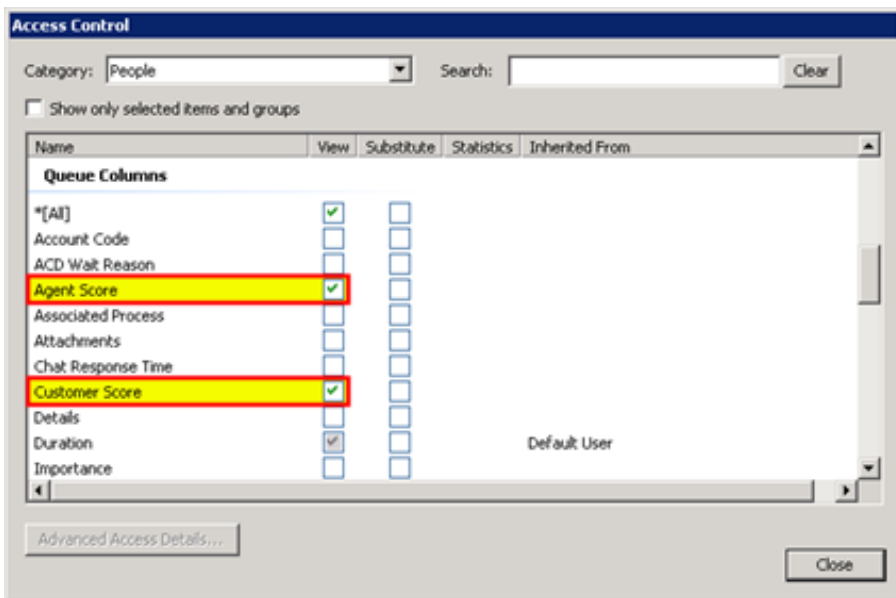 Access Control
Category: People Search: Clear
Show only selected items and groups
Name View Substitute Statistics Inherited From
Queue Columns
*[All]
Account Code
ACD Wait Reason
Agent Score
Associated Process
Attachments
Chat Response Time
Customer Score
Details
Duration Default User
Importance
Advanced Access Details...
Close